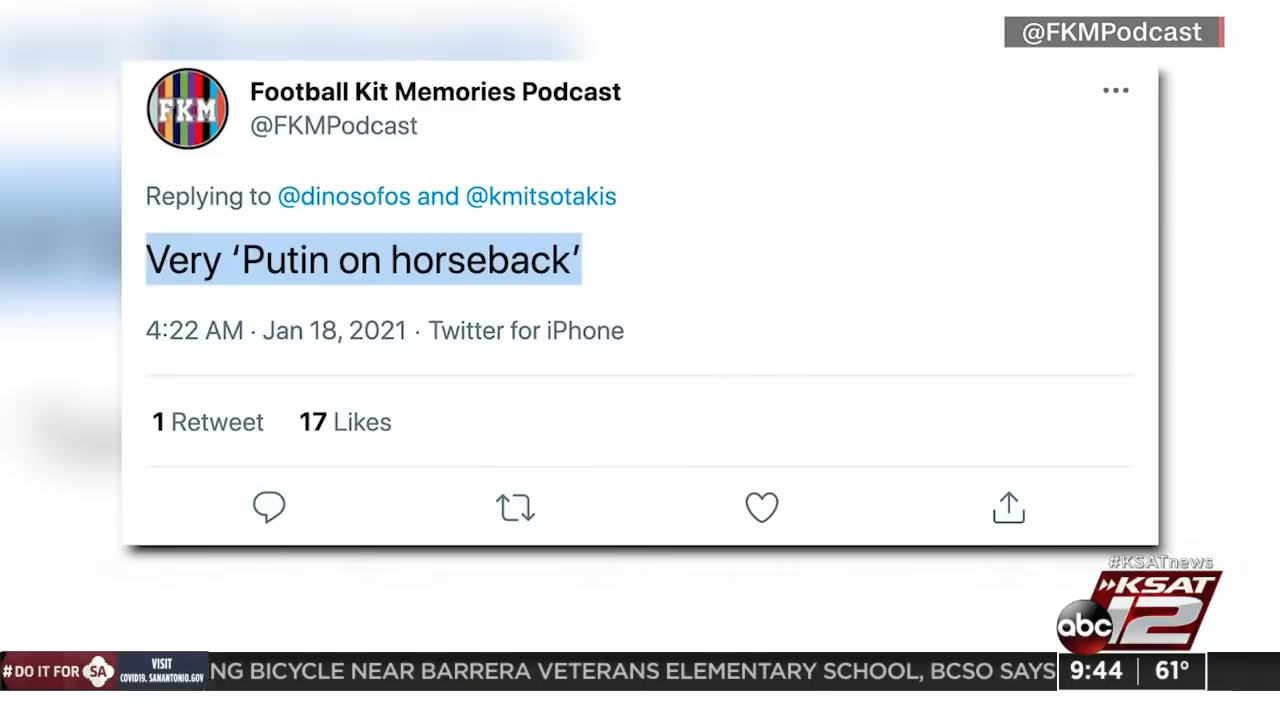 @FKMPodcast
FKM
Football Kit Memories Podcast
@FKMPodcast
Replying to @dinosofos and @kmitsotakis
Very ‘Putin on horseback’
4:22 AM · Jan 18, 2021 · Twitter for iPhone
1 Retweet 17 Likes
#KSATnews
KSAT
abc 12
#DO IT FOR SA
VISIT
COVID19.SANANTONIO.GOV
NG BICYCLE NEAR BARRERA VETERANS ELEMENTARY SCHOOL, BCSO SAYS
9:44 61°